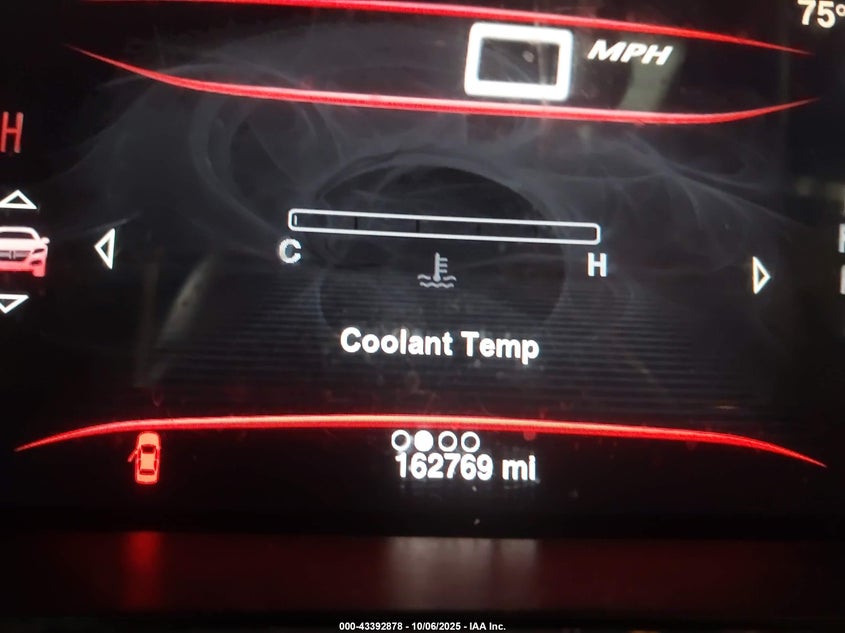 75°
MPH
H
C
H
Coolant Temp
162769 mi
000-43392878 - 10/06/2025 - IAA Inc.